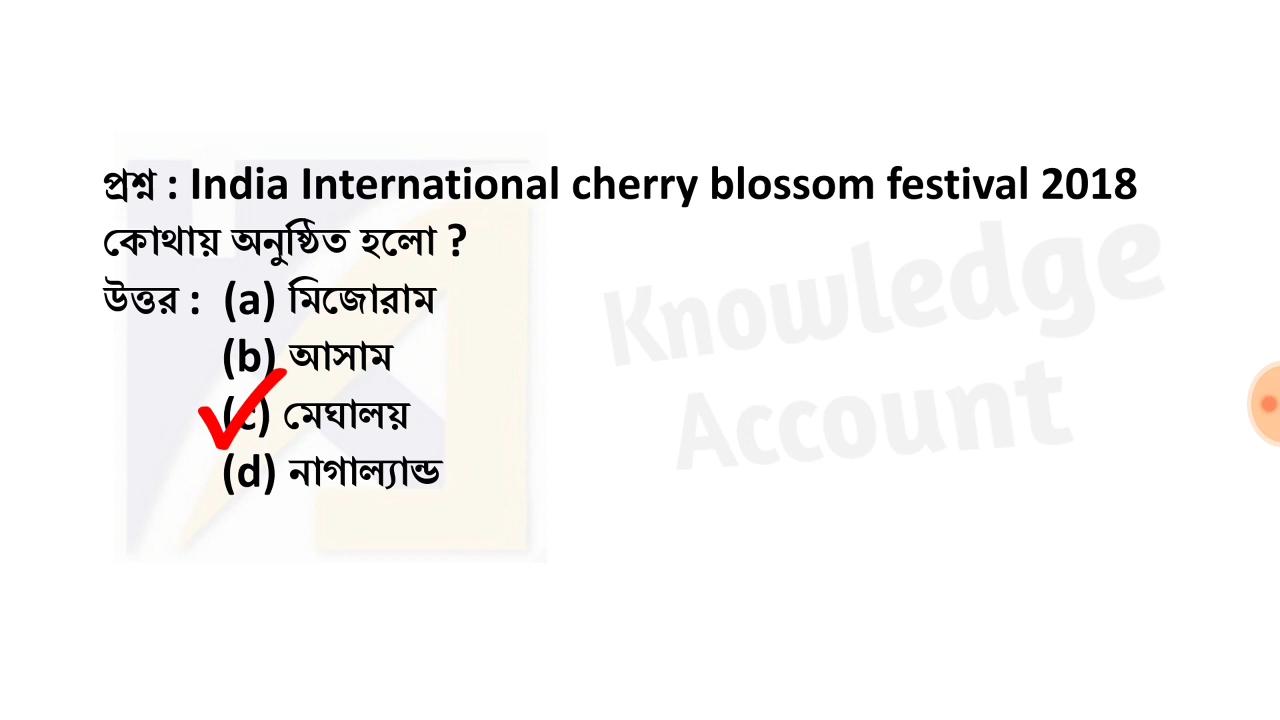 প্রশ্ন : India International cherry blossom festival 2018
কোথায় অনুষ্ঠিত হলো ?
উত্তর : (a) মিজোরাম
(b) আসাম
(c) মেঘালয়
(d) নাগাল্যান্ড
Knowledge
Account